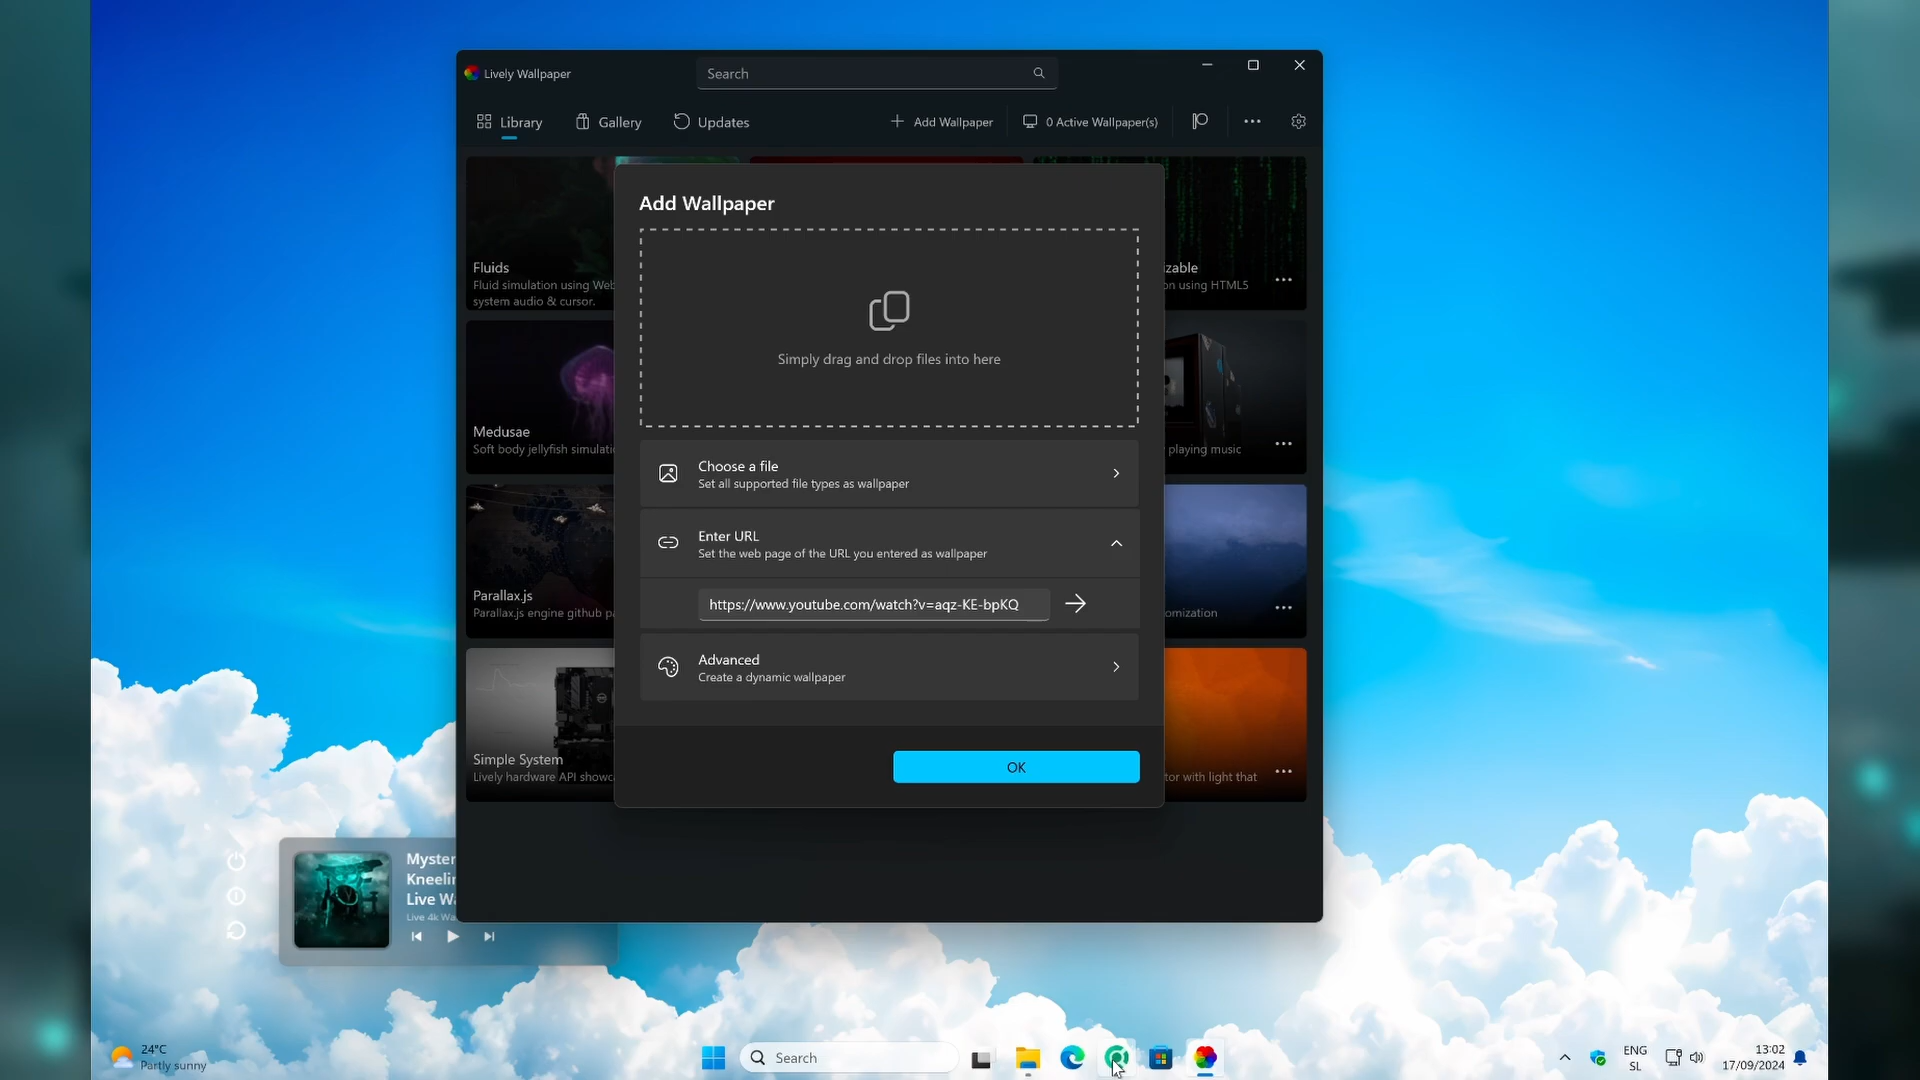 Lively Wallpaper
Search
Library
Gallery
Updates
Add Wallpaper
0 Active Wallpaper(s)
Add Wallpaper
Simply drag and drop files into here
Choose a file
Set all supported file types as wallpaper
Enter URL
Set the web page of the URL you entered as wallpaper
https://www.youtube.com/watch?v=aqz-KE-bpKQ
Advanced
Create a dynamic wallpaper
OK
Fluids
Fluid simulation using Web
system audio & cursor.
izable
on using HTML5
Medusae
Soft body jellyfish simulati
playing music
Parallax.js
Parallax.js engine github pa
omization
Simple System
Lively hardware API showca
tor with light that
Myster
Kneelin
Live Wa
Live 4k Wa
24°C
Partly sunny
Search
ENG
SL
13:02
17/09/2024